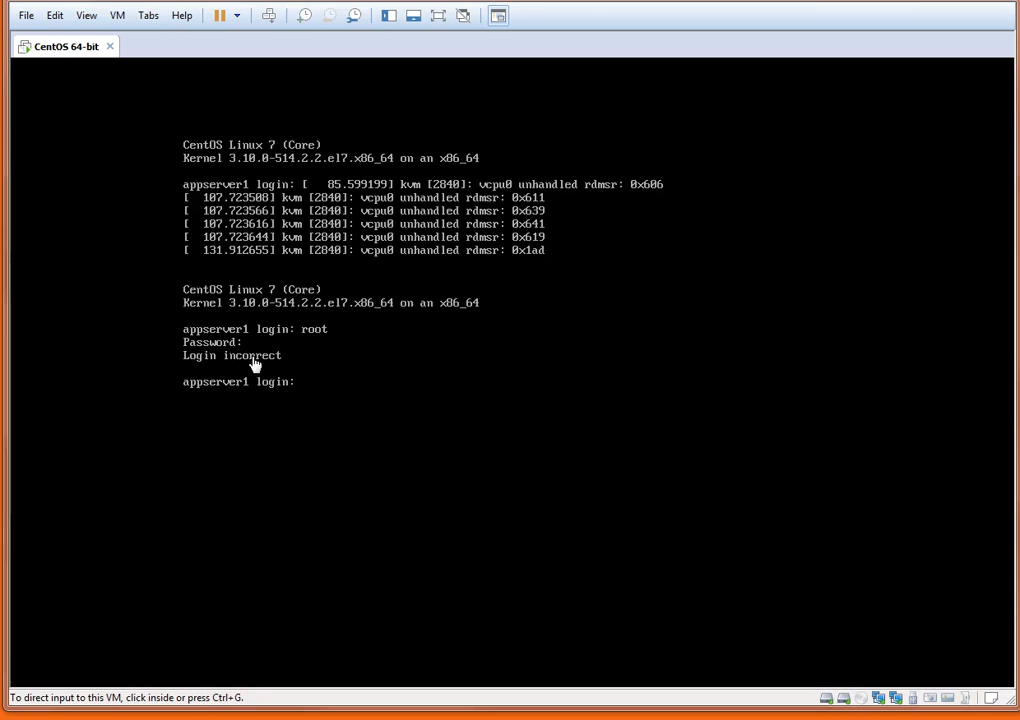 File Edit View VM Tabs Help
CentOS 64-bit
CentOS Linux 7 (Core)
Kernel 3.10.0-514.2.2.el7.x86_64 on an x86_64
appserver1 login: [   85.599199] kvm [2840]: vcpu0 unhandled rdmsr: 0x606
[  107.723508] kvm [2840]: vcpu0 unhandled rdmsr: 0x611
[  107.723566] kvm [2840]: vcpu0 unhandled rdmsr: 0x639
[  107.723616] kvm [2840]: vcpu0 unhandled rdmsr: 0x641
[  107.723644] kvm [2840]: vcpu0 unhandled rdmsr: 0x619
[  131.912655] kvm [2840]: vcpu0 unhandled rdmsr: 0x1ad
CentOS Linux 7 (Core)
Kernel 3.10.0-514.2.2.el7.x86_64 on an x86_64
appserver1 login: root
Password:
Login incorrect
appserver1 login:
To direct input to this VM, click inside or press Ctrl+G.